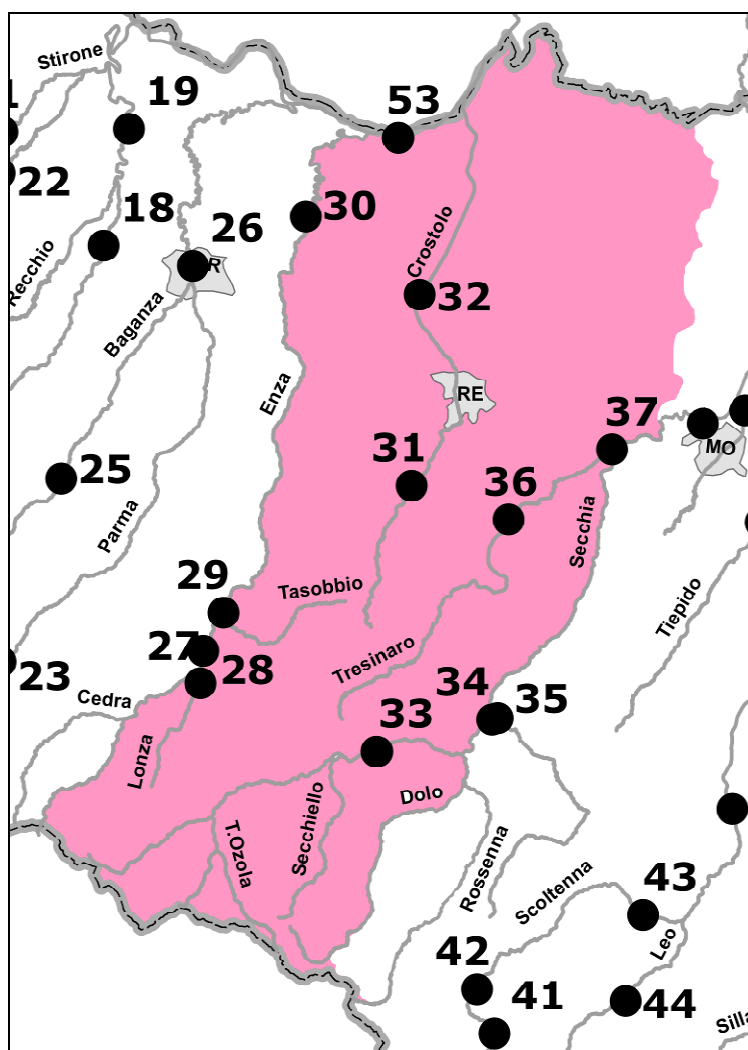 Stirone
19
53
22
18
26
30
Recchio
R
Baganza
Crostolo
32
Enza
RE
37
MO
31
25
36
Parma
Secchia
29
Tasobbio
Tiepido
27
28
Tresinaro
23
Cedra
34
35
33
Lonza
Dolo
Secchiello
T.Ozola
Rossenna
Scoltenna
43
Leo
42
41
44
Silla